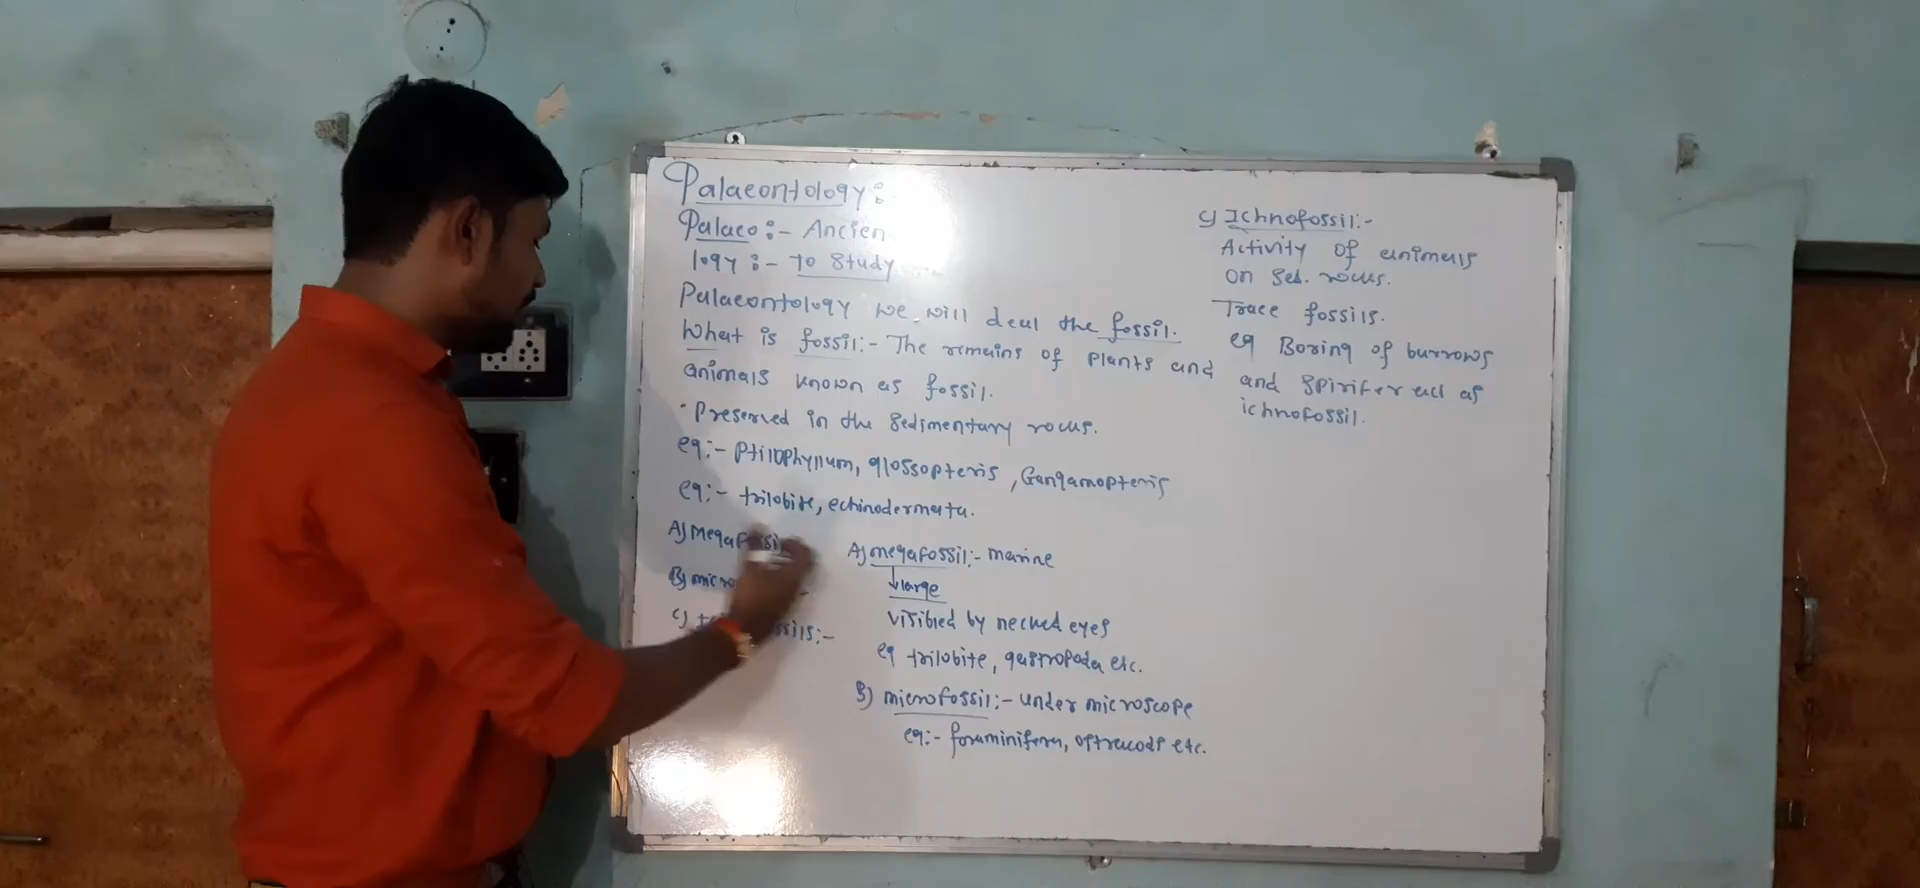 Palaeontology:
Palaeo:- Ancien
logy:- To Study
Palaeontology we will deal the fossil.
What is fossil:- The remains of plants and
animals known as fossil.
Preserved in the sedimentary rocks.
eg:- Ptilophyllum, glossopteris, Gangamopteris
eg:- trilobite, echinodermata.
A) Megafossil
B) micro
C)
A) megafossil:- marine
large
visibled by necked eyes
eg trilobite, gastropoda etc.
B) microfossil:- under microscope
eg:- foraminifera, ostracods etc.
C) Ichnofossil:-
Activity of animals
on sed. rocks.
Trace fossils.
eg Boring of burrows
and spirifer act as
ichnofossil.